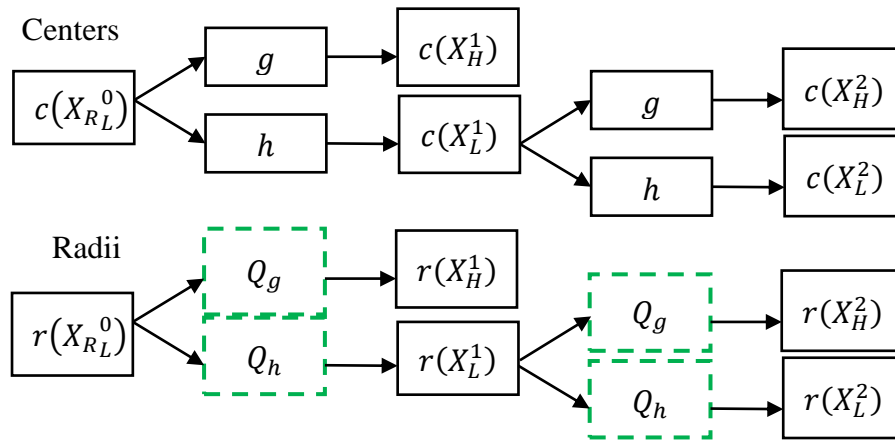 Centers
g
c(X_H^1)
c(X_{R_L}^0)
g
c(X_H^2)
h
c(X_L^1)
h
c(X_L^2)
Radii
Q_g
r(X_H^1)
r(X_{R_L}^0)
Q_g
r(X_H^2)
Q_h
r(X_L^1)
Q_h
r(X_L^2)